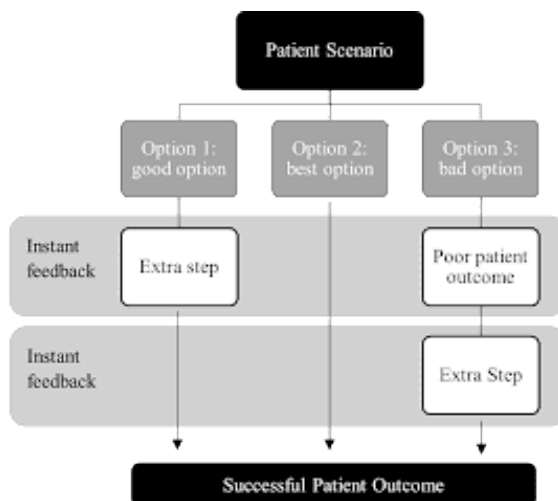 Patient Scenario
Option 1:
good option
Option 2:
best option
Option 3:
bad option
Instant
feedback
Extra step
Poor patient
outcome
Instant
feedback
Extra Step
Successful Patient Outcome